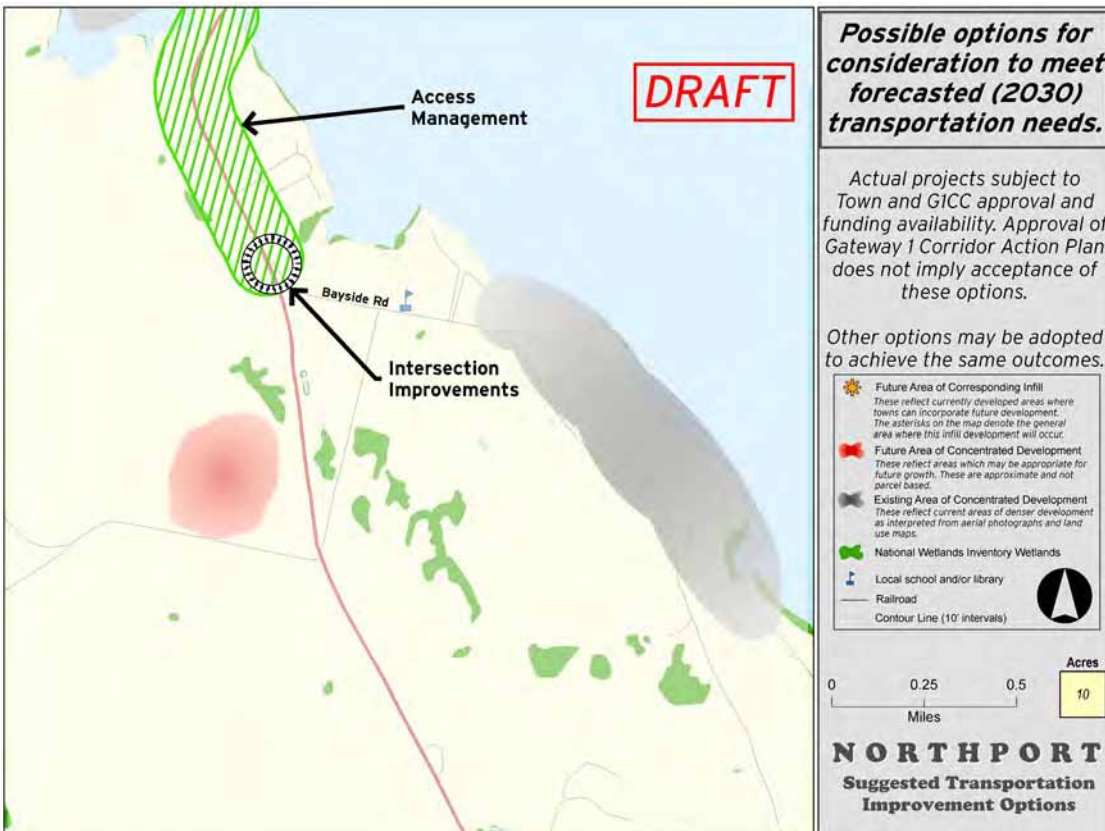 Access
Management
DRAFT
Bayside Rd
Intersection
Improvements
Possible options for
consideration to meet
forecasted (2030)
transportation needs.
Actual projects subject to
Town and G1CC approval and
funding availability. Approval of
Gateway 1 Corridor Action Plan
does not imply acceptance of
these options.
Other options may be adopted
to achieve the same outcomes.
Future Area of Corresponding Infill
These reflect currently developed areas where
towns can incorporate future development.
The asterisks on the map denote the general
area where this infill development will occur.
Future Area of Concentrated Development
These reflect areas which may be appropriate for
future growth. These are approximate and not
parcel based.
Existing Area of Concentrated Development
These reflect current areas of denser development
as interpreted from aerial photographs and land
use maps.
National Wetlands Inventory Wetlands
Local school and/or library
Railroad
Contour Line (10' intervals)
0 0.25 0.5
Miles
Acres
10
NORTHPORT
Suggested Transportation
Improvement Options